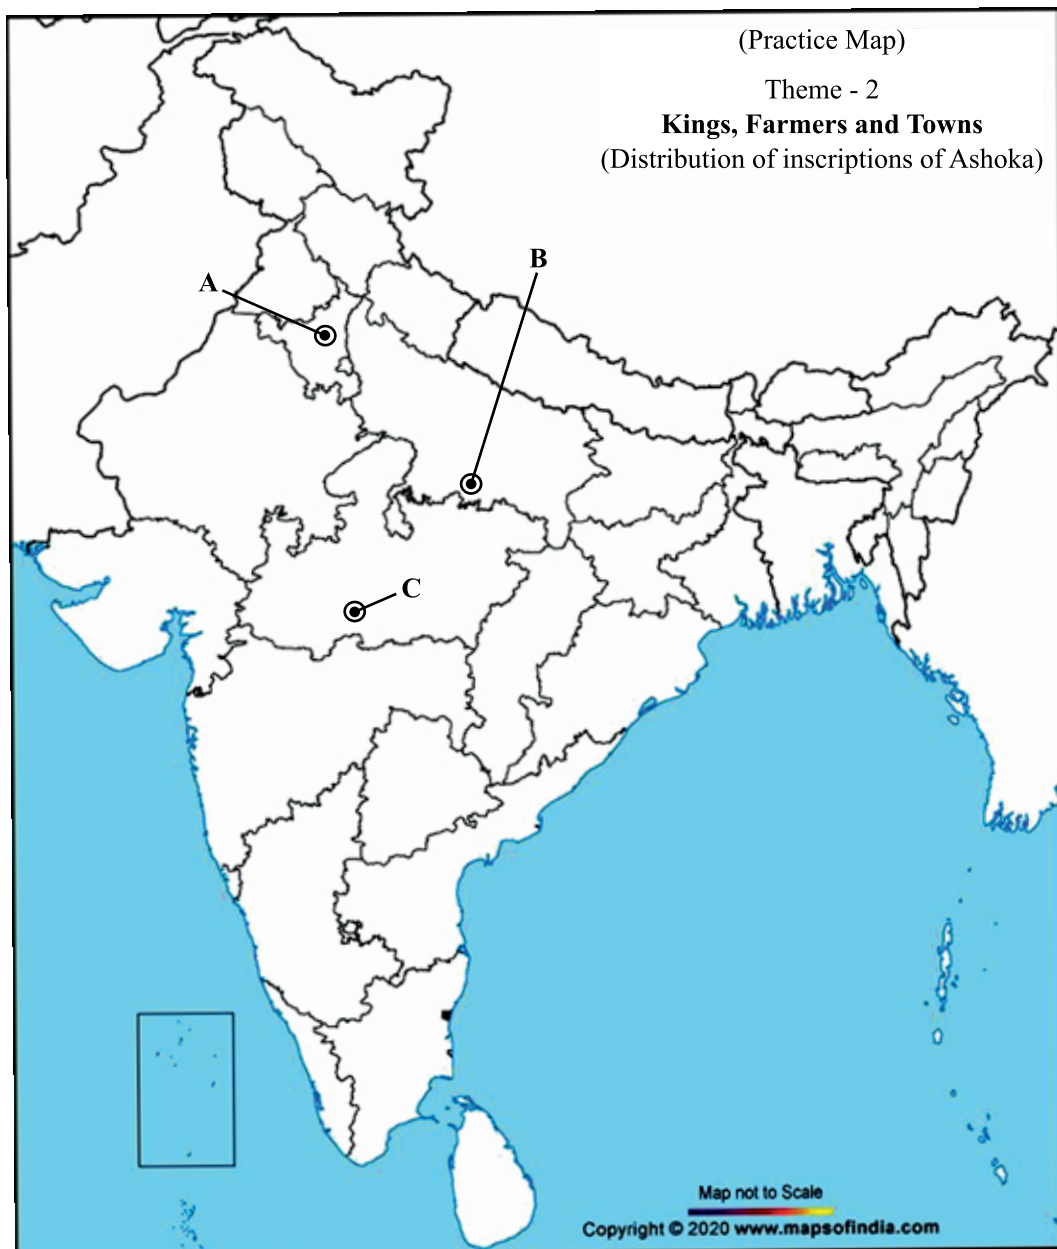 (Practice Map)
Theme - 2
Kings, Farmers and Towns
(Distribution of inscriptions of Ashoka)
B
A
C
Map not to Scale
Copyright © 2020 www.mapsofindia.com